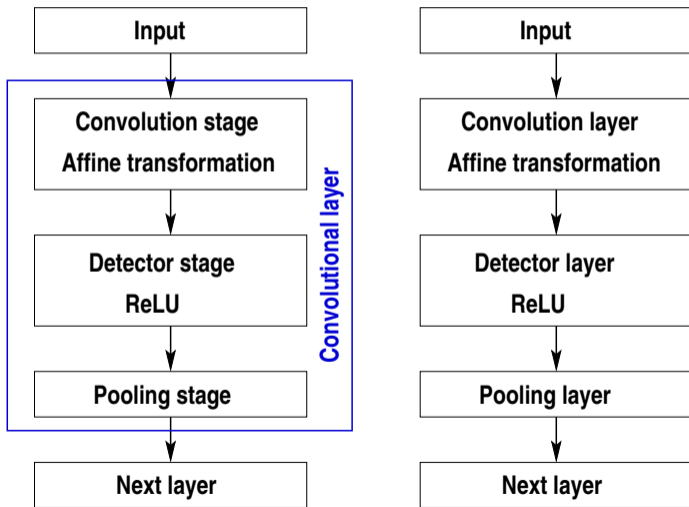 Input
Convolution stage
Affine transformation
Detector stage
ReLU
Pooling stage
Next layer
Convolutional layer
Input
Convolution layer
Affine transformation
Detector layer
ReLU
Pooling layer
Next layer